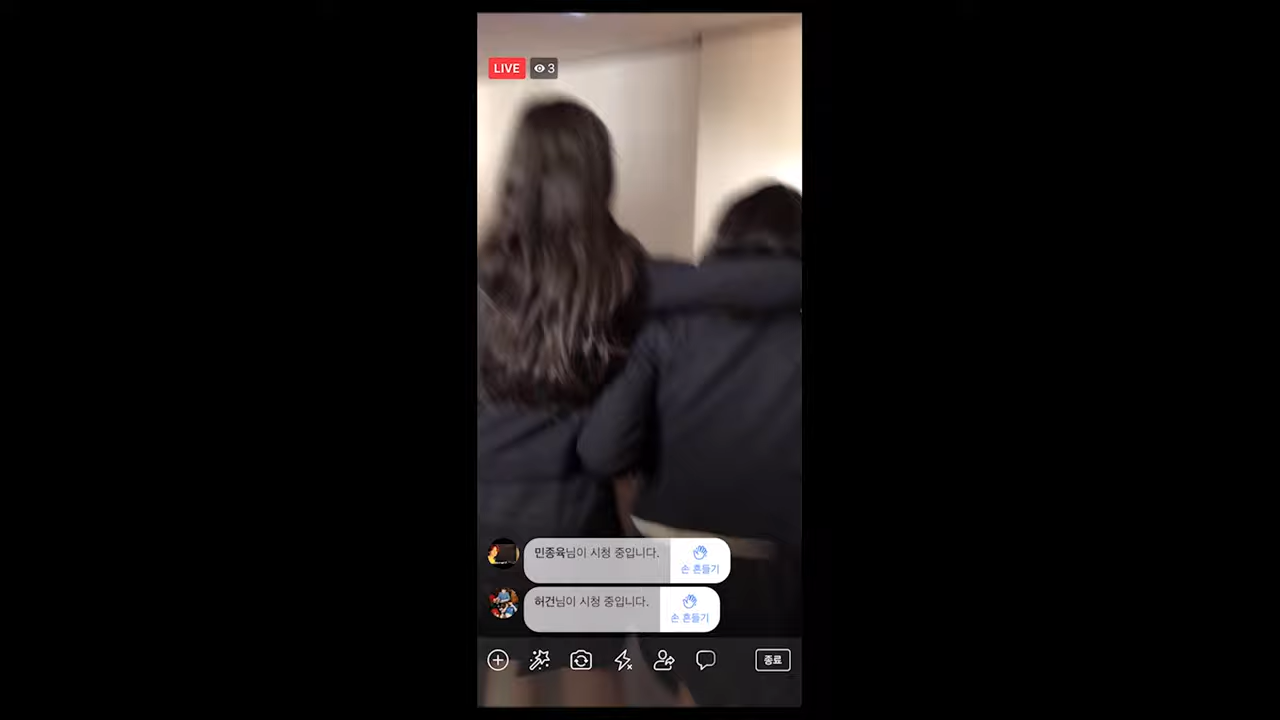 LIVE 3
민종육님이 시청 중입니다.
손 흔들기
허건님이 시청 중입니다.
손 흔들기
종료